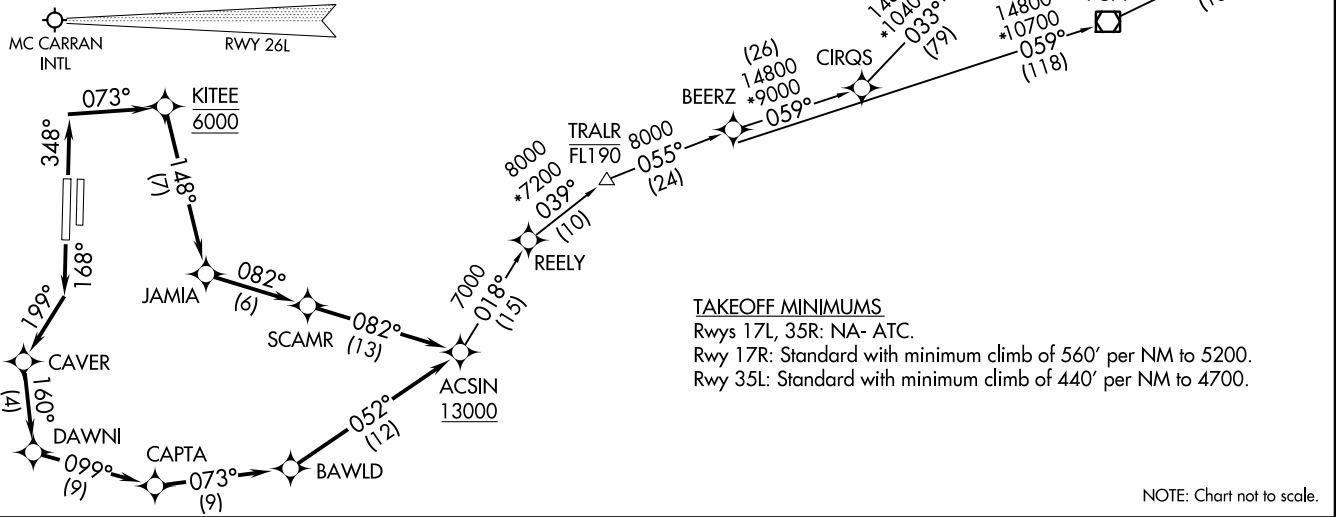 MC CARRAN
INTL
RWY 26L
073°
KITEE
6000
348°
148°
(7)
168°
199°
JAMIA
082°
(6)
SCAMR
082°
(13)
CAVER
160°
(4)
DAWNI
099°
(9)
CAPTA
073°
(9)
BAWLD
052°
(12)
ACSIN
13000
7000
018°
(15)
REELY
8000
*7200
039°
(10)
TRALR
FL190
8000
055°
(24)
BEERZ
(26)
14800
*9000
059°
CIRQS
033°
(79)
14800
*10700
059°
(118)
TAKEOFF MINIMUMS
Rwys 17L, 35R: NA- ATC.
Rwy 17R: Standard with minimum climb of 560' per NM to 5200.
Rwy 35L: Standard with minimum climb of 440' per NM to 4700.
NOTE: Chart not to scale.